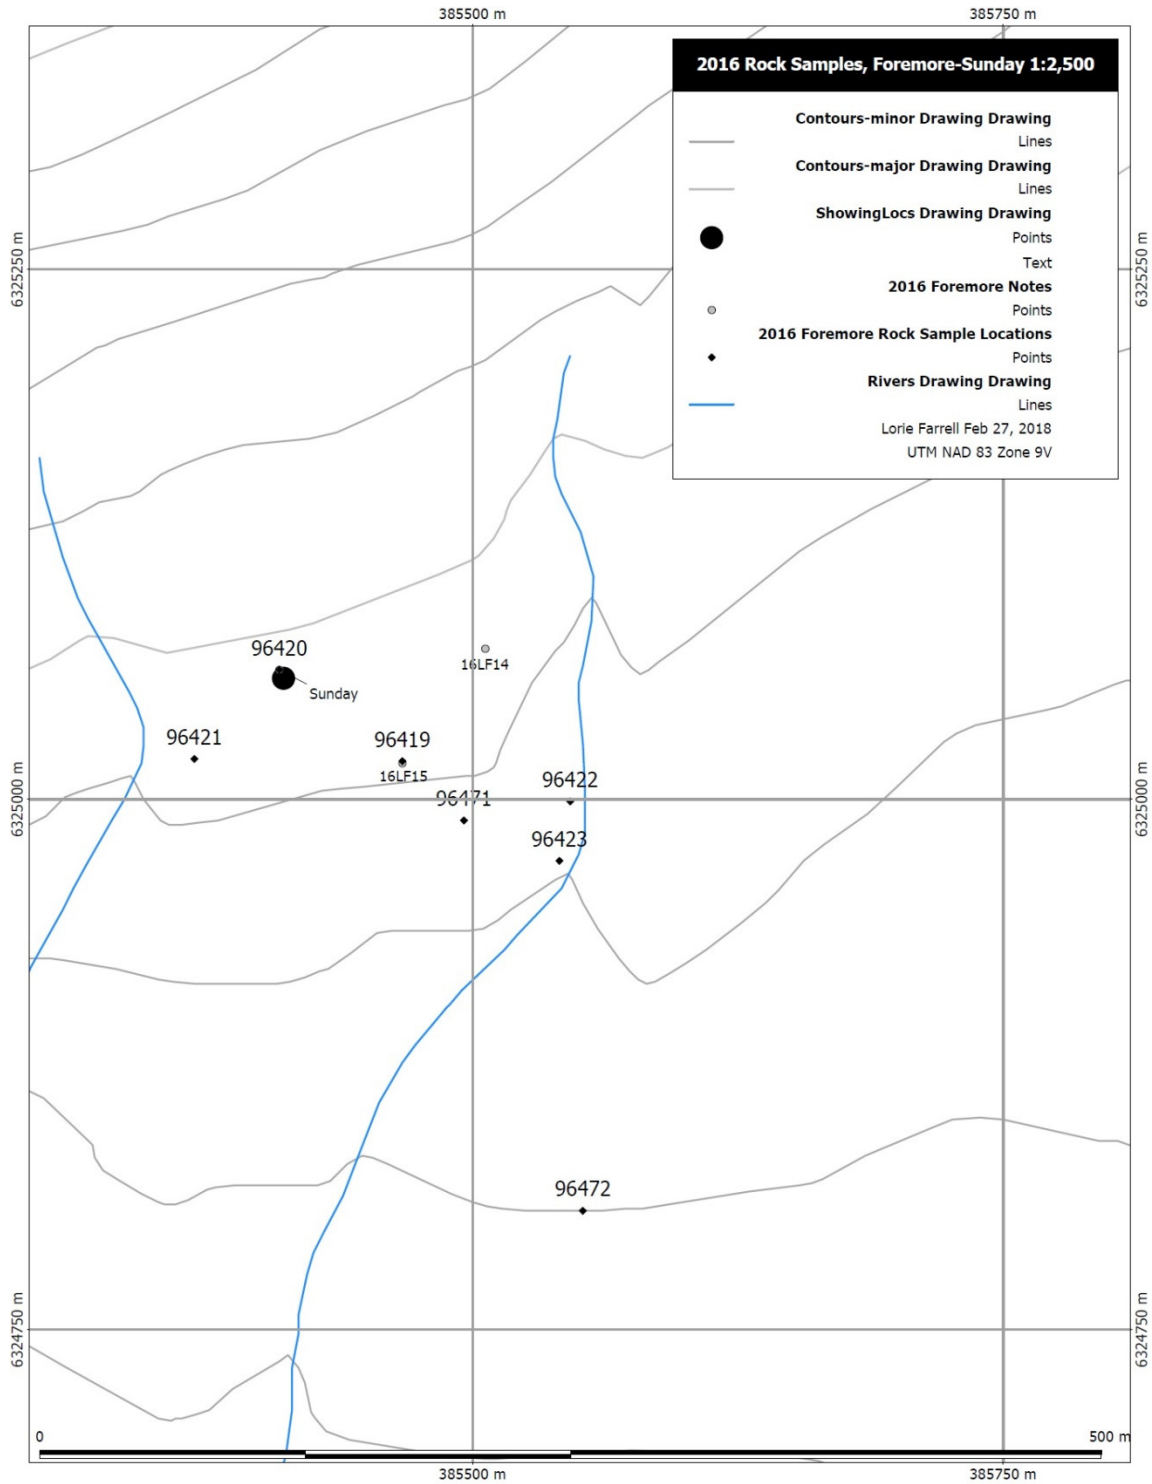 385500 m
385750 m
2016 Rock Samples, Foremore-Sunday 1:2,500
Contours-minor Drawing Drawing
Lines
Contours-major Drawing Drawing
Lines
ShowingLocs Drawing Drawing
Points
Text
2016 Foremore Notes
Points
2016 Foremore Rock Sample Locations
Points
Rivers Drawing Drawing
Lines
Lorie Farrell Feb 27, 2018
UTM NAD 83 Zone 9V
6325250 m
6325250 m
96420
16LF14
Sunday
96421
96419
16LF15
96422
96471
6325000 m
6325000 m
96423
96472
6324750 m
6324750 m
0
500 m
385500 m
385750 m